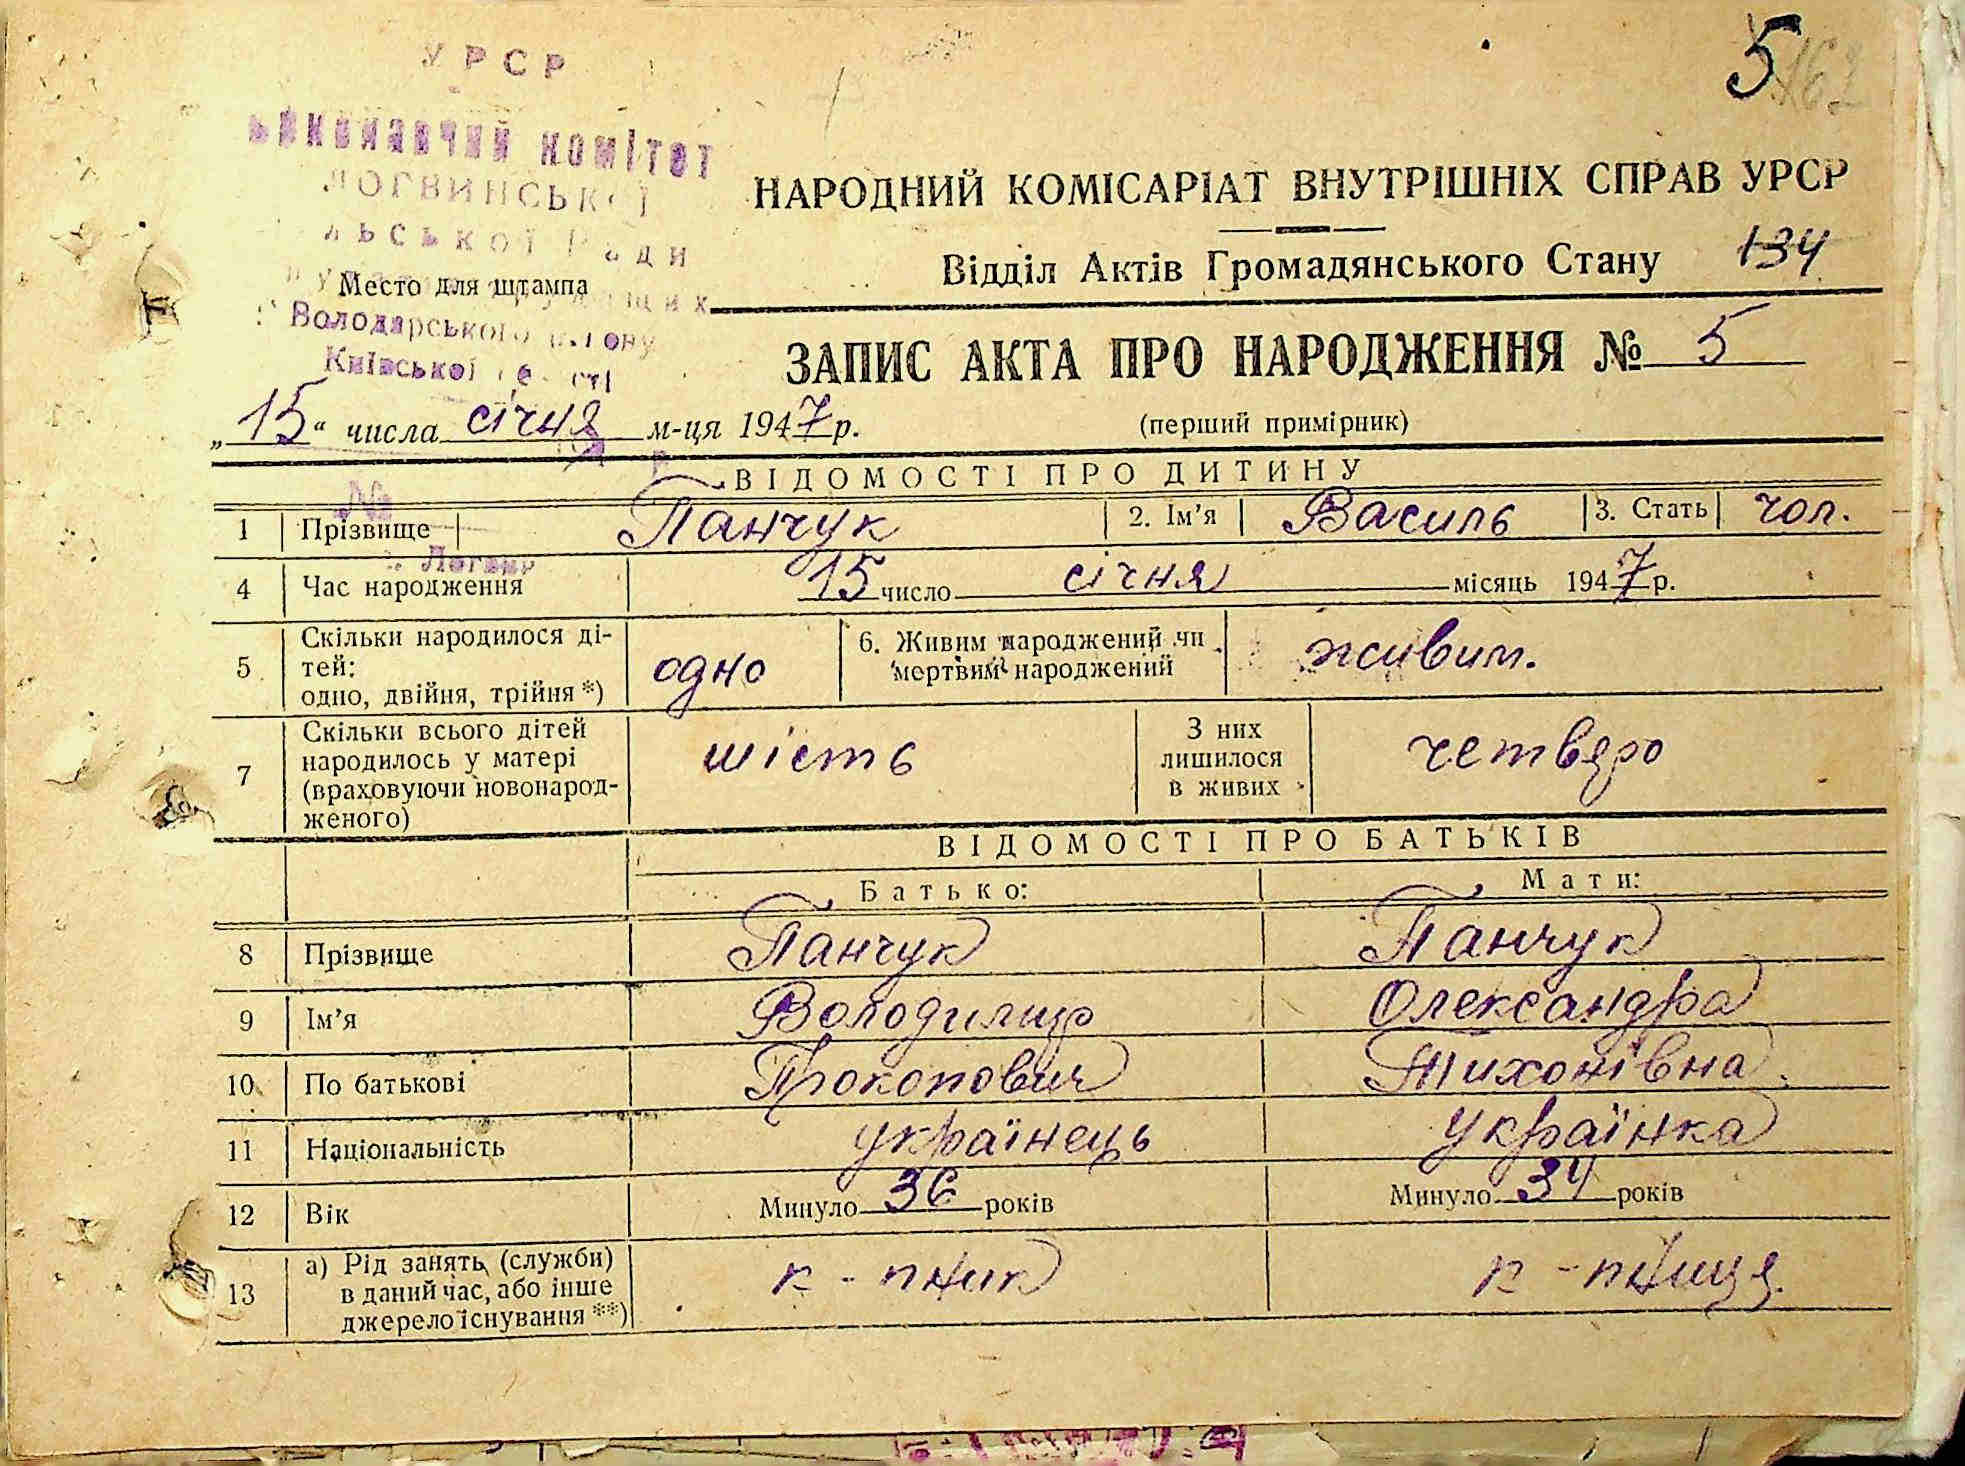 5
УРСР
виконавчий комітет
Логвинської
льської Ради
Место для штампа
Володарського району
Київської
НАРОДНИЙ КОМІСАРІАТ ВНУТРІШНІХ СПРАВ УРСР
Відділ Актів Громадянського Стану 134
ЗАПИС АКТА ПРО НАРОДЖЕННЯ № 5
„15“ числа січня м-ця 1947 р.
(перший примірник)
ВІДОМОСТІ ПРО ДИТИНУ
№
1 Прізвище Панчук 2. Ім’я Василь 3. Стать чол.
4 Час народження 15 число січня місяць 1947 р.
5 Скільки народилося ді-
тей:
одно, двійня, трійня *) одно
6. Живим народжений чи
мертвим народжений живим.
7 Скільки всього дітей
народилось у матері
(враховуючи новонарод-
женого) шість
З них
лишилося
в живих четверо
ВІДОМОСТІ ПРО БАТЬКІВ
Батько: Мати:
8 Прізвище Панчук Панчук
9 Ім’я Володимир Олександра
10 По батькові Прокопович Тихонівна
11 Національність українець українка
12 Вік Минуло 36 років Минуло 34 років
13 а) Рід занять (служби)
в даний час, або інше
джерело існування **) к-пник к-пниця